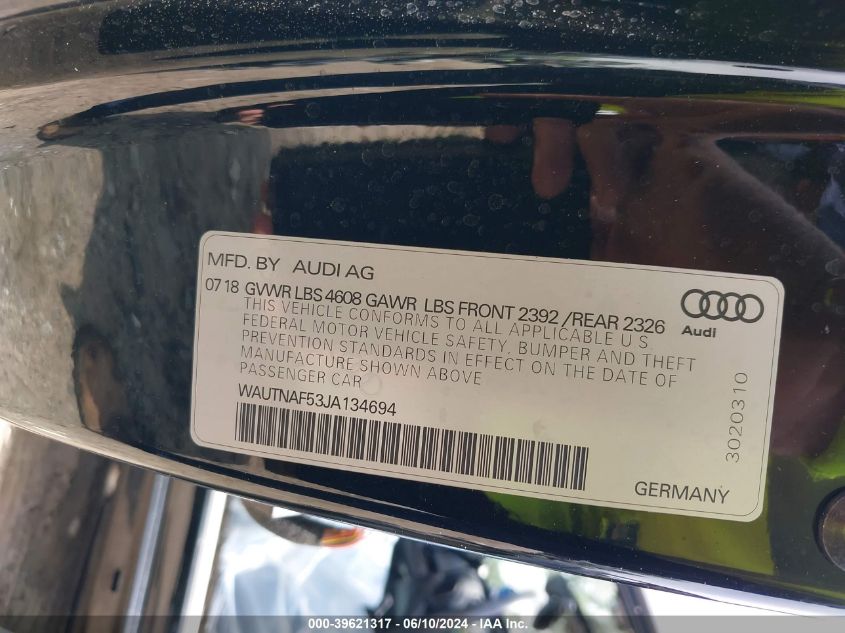 MFD. BY AUDI AG
07 18 GVWR LBS 4608 GAWR LBS FRONT 2392 /REAR 2326
THIS VEHICLE CONFORMS TO ALL APPLICABLE U S
FEDERAL MOTOR VEHICLE SAFETY, BUMPER AND THEFT
PREVENTION STANDARDS IN EFFECT ON THE DATE OF
MANUFACTURE SHOWN ABOVE
PASSENGER CAR
WAUTNAF53JA134694
Audi
3020310
GERMANY
000-39621317 - 06/10/2024 - IAA Inc.